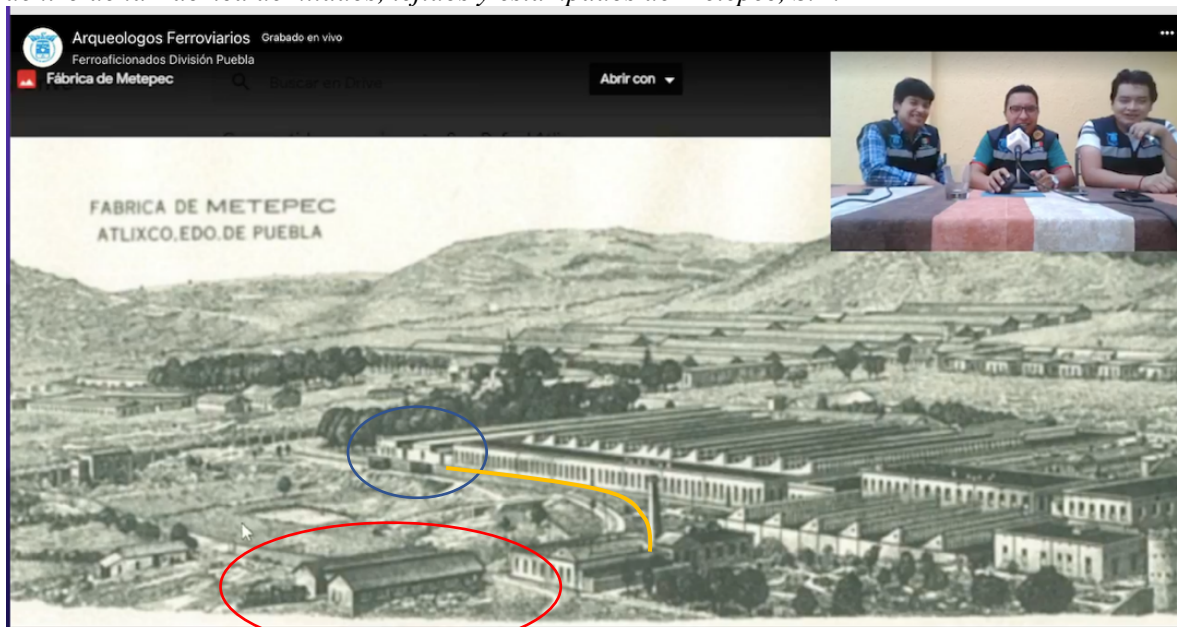 Arqueologos Ferroviarios Grabado en vivo
Ferroaficionados División Puebla
Fábrica de Metepec
Buscar en Drive
Abrir con
FABRICA DE METEPEC
ATLIXCO, EDO. DE PUEBLA